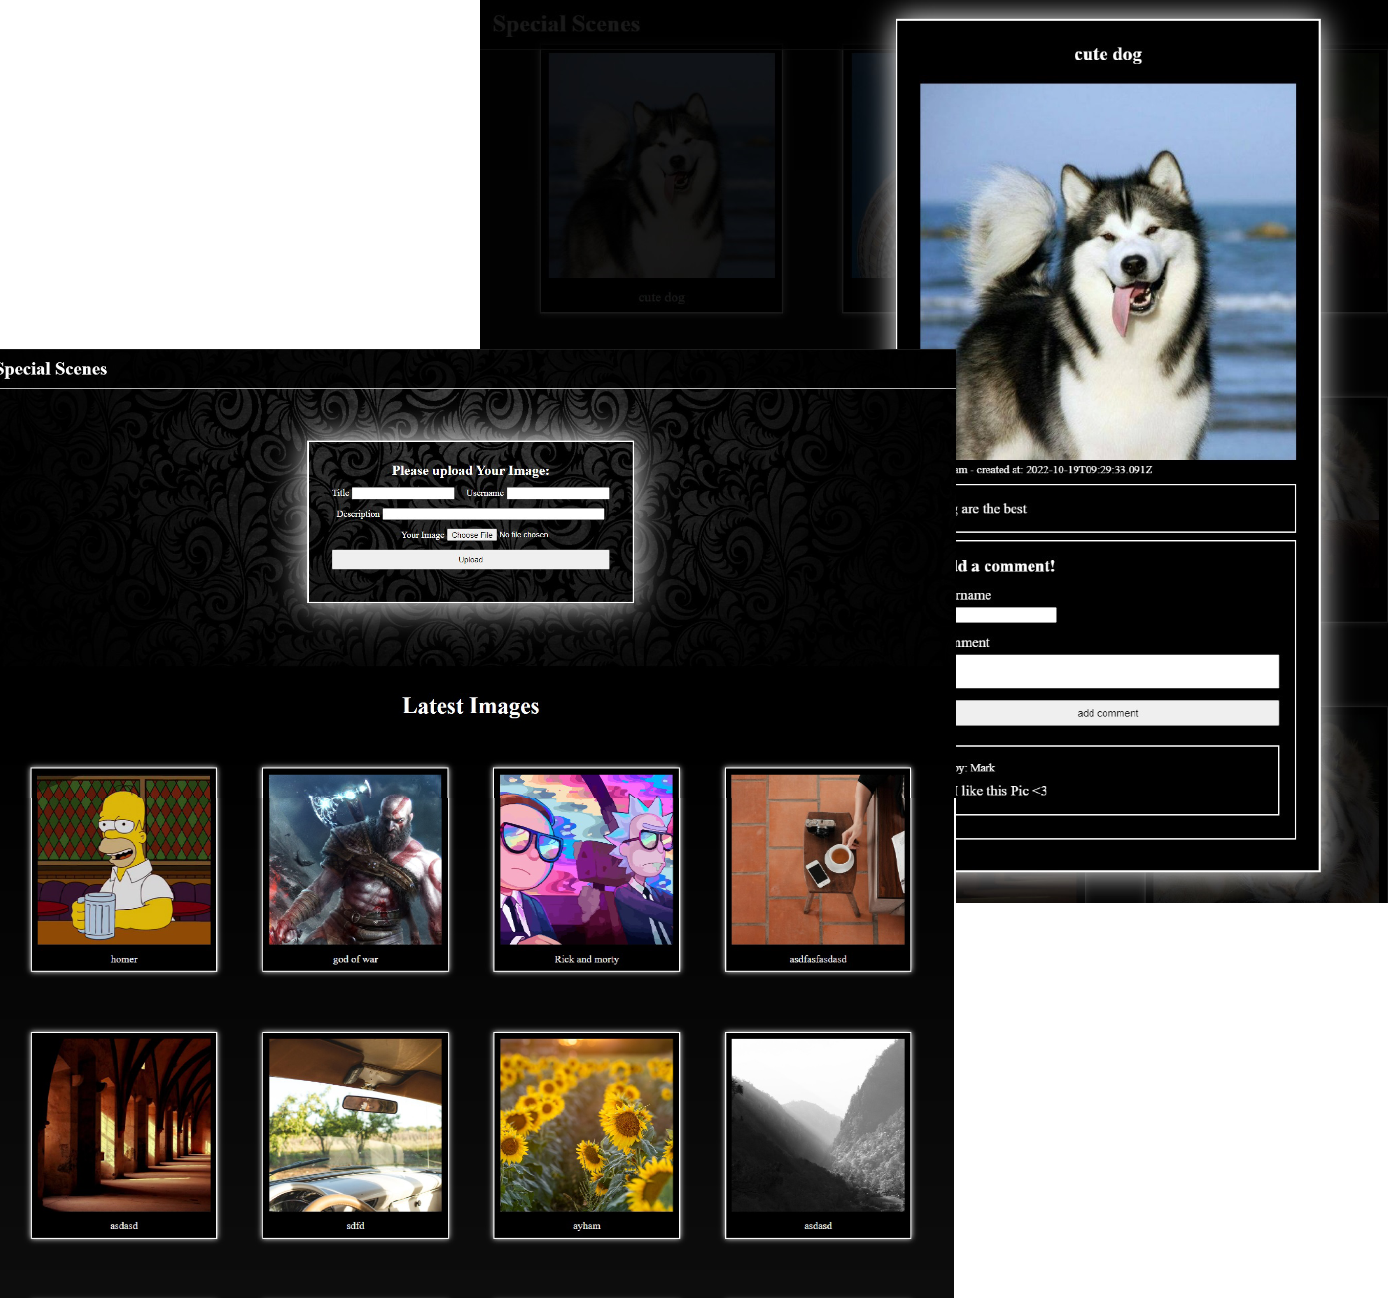 Special Scenes
cute dog
cute dog
am - created at: 2022-10-19T09:29:33.091Z
are the best
ld a comment!
rname
mment
add comment
by: Mark
I like this Pic <3
Special Scenes
Please upload Your Image:
Title Username
Description
Your Image Choose File No file chosen
Upload
Latest Images
homer god of war Rick and morty asdfasfasdasd
asdasd sdfd ayham asdasd